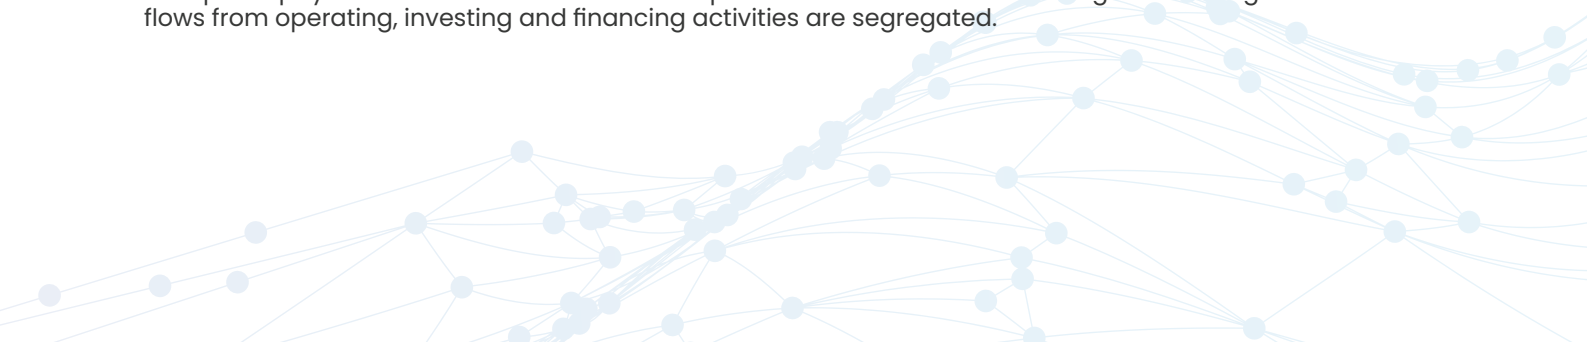 flows from operating, investing and financing activities are segregated.